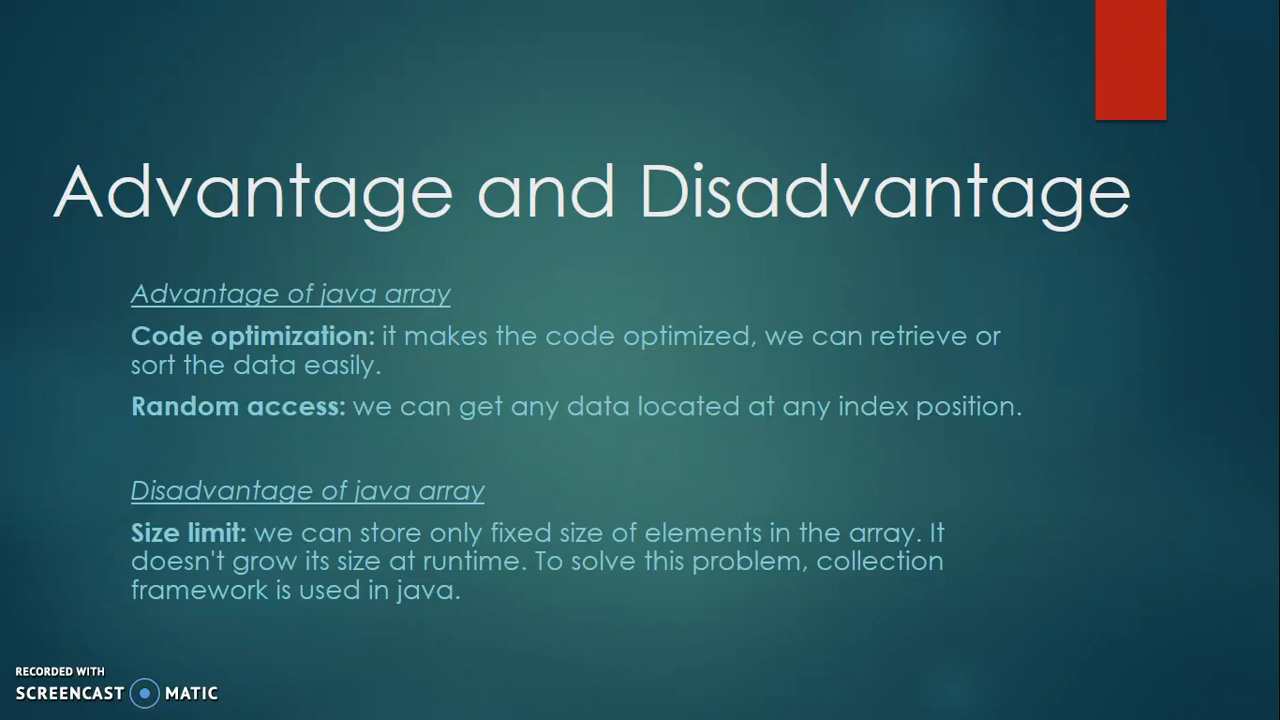 Advantage and Disadvantage
Advantage of java array
Code optimization: it makes the code optimized, we can retrieve or
sort the data easily.
Random access: we can get any data located at any index position.
Disadvantage of java array
Size limit: we can store only fixed size of elements in the array. It
doesn't grow its size at runtime. To solve this problem, collection
framework is used in java.
RECORDED WITH
SCREENCAST MATIC